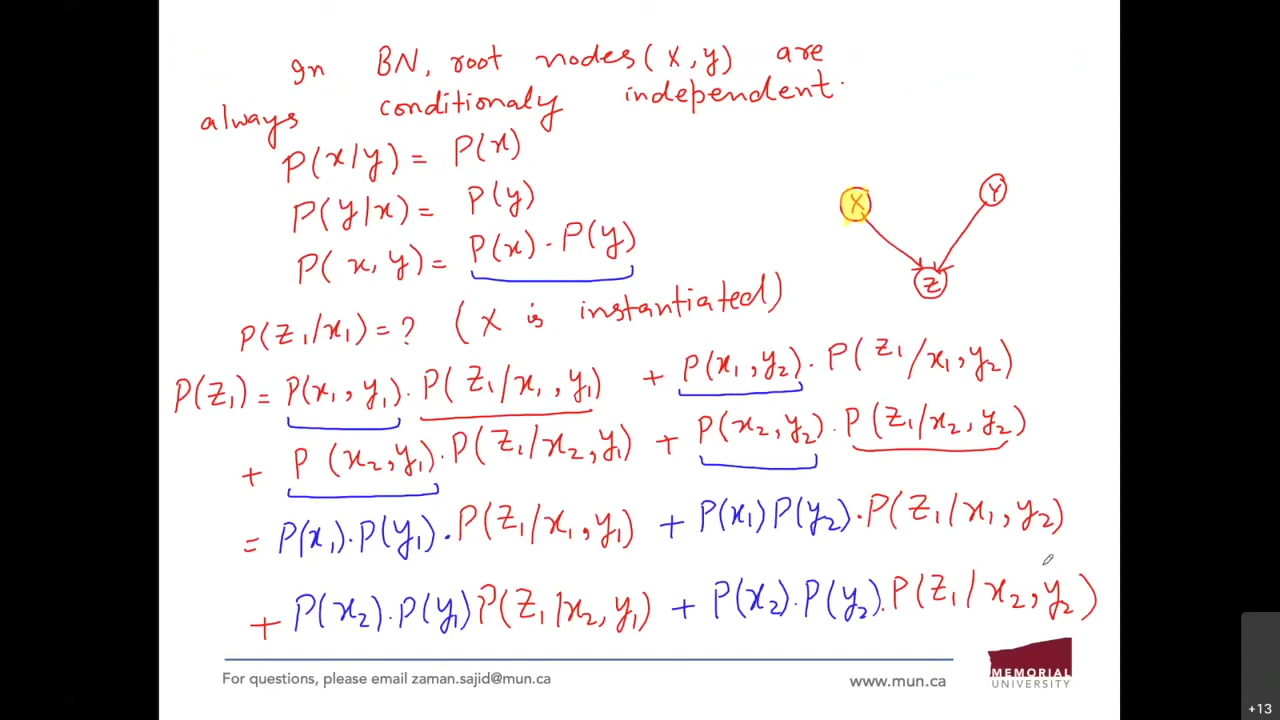 In BN, root nodes (X, y) are
always conditionaly independent.
P(x/y) = P(x)
P(y/x) = P(y)
P(x, y) = P(x) . P(y)
X
Y
Z
P(Z₁/x₁) = ? (X is instantiated)
P(Z₁) = P(x₁, y₁) . P(Z₁/x₁, y₁) + P(x₁, y₂) . P(Z₁/x₁, y₂)
+ P(x₂, y₁) . P(Z₁/x₂, y₁) + P(x₂, y₂) . P(Z₁/x₂, y₂)
= P(x₁) . P(y₁) . P(Z₁/x₁, y₁) + P(x₁) P(y₂) . P(Z₁/x₁, y₂)
+ P(x₂) . P(y₁) P(Z₁/x₂, y₁) + P(x₂) . P(y₂) . P(Z₁/x₂, y₂)
For questions, please email zaman.sajid@mun.ca
www.mun.ca
MEMORIAL
UNIVERSITY
+13